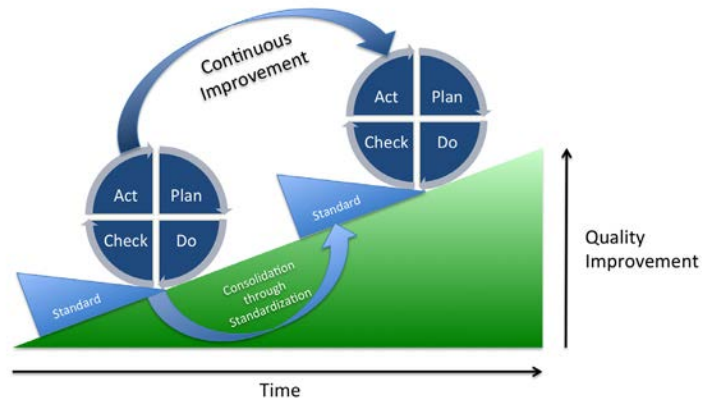 Continuous
Improvement
Act
Plan
Check
Do
Act
Plan
Check
Do
Standard
Standard
Consolidation
through
Standardization
Quality
Improvement
Time